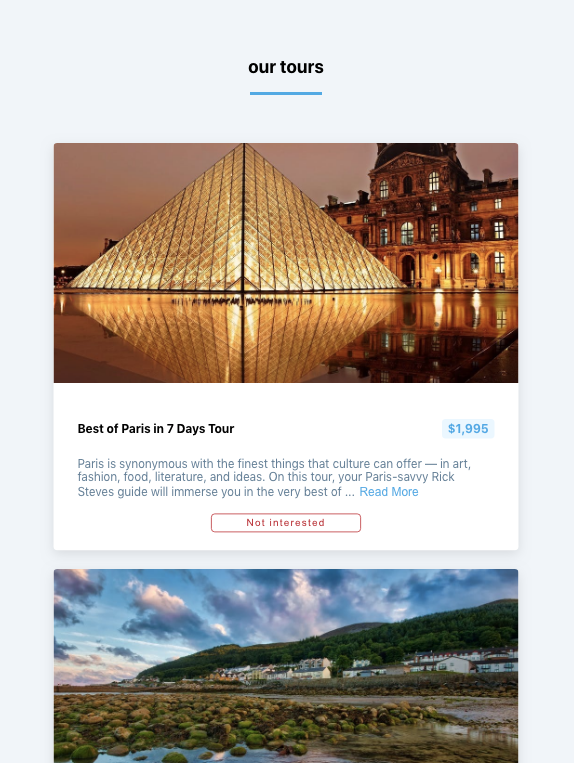 our tours
Best of Paris in 7 Days Tour
$1,995
Paris is synonymous with the finest things that culture can offer — in art,
fashion, food, literature, and ideas. On this tour, your Paris-savvy Rick
Steves guide will immerse you in the very best of ... Read More
Not interested